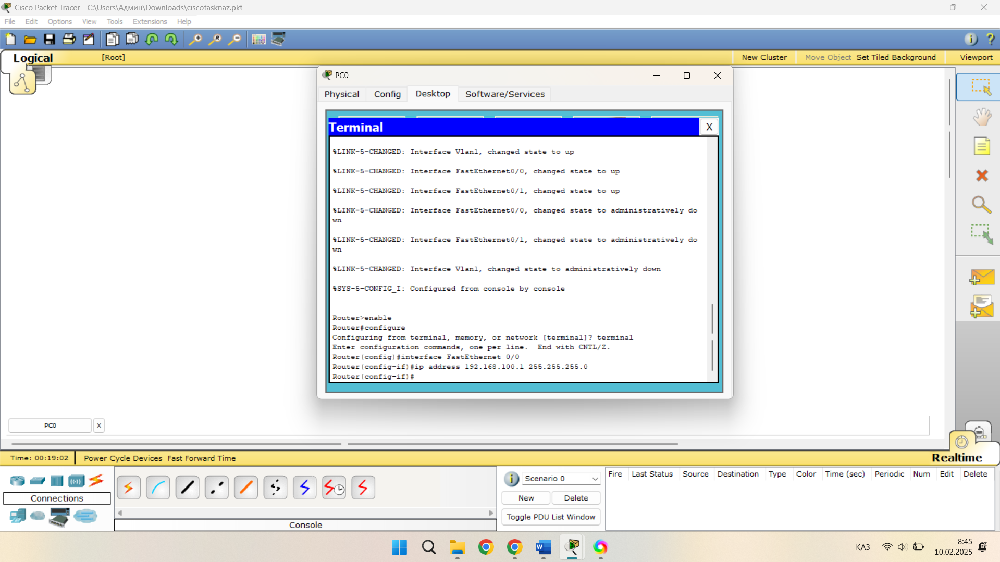 Cisco Packet Tracer - C:\Users\Админ\Downloads\ciscotasknaz.pkt
File Edit Options View Tools Extensions Help
Logical [Root] New Cluster Move Object Set Tiled Background Viewport
PC0
Physical Config Desktop Software/Services
Terminal X
%LINK-5-CHANGED: Interface Vlan1, changed state to up
%LINK-5-CHANGED: Interface FastEthernet0/0, changed state to up
%LINK-5-CHANGED: Interface FastEthernet0/1, changed state to up
%LINK-5-CHANGED: Interface FastEthernet0/0, changed state to administratively do
wn
%LINK-5-CHANGED: Interface FastEthernet0/1, changed state to administratively do
wn
%LINK-5-CHANGED: Interface Vlan1, changed state to administratively down
%SYS-5-CONFIG_I: Configured from console by console
Router>enable
Router#configure
Configuring from terminal, memory, or network [terminal]? terminal
Enter configuration commands, one per line.  End with CNTL/Z.
Router(config)#interface FastEthernet 0/0
Router(config-if)#ip address 192.168.100.1 255.255.255.0
Router(config-if)#
PC0 X
Time: 00:19:02 Power Cycle Devices Fast Forward Time Realtime
Connections
Console
Scenario 0
New Delete
Toggle PDU List Window
Fire Last Status Source Destination Type Color Time (sec) Periodic Num Edit Delete
ҚАЗ
8:45
10.02.2025